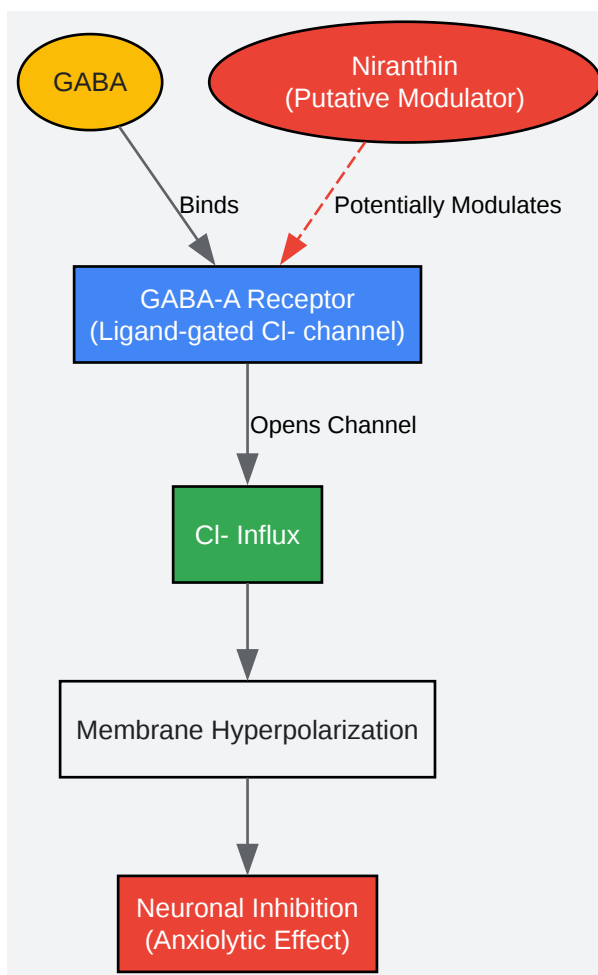 GABA
Niranthin
(Putative Modulator)
Binds
Potentially Modulates
GABA-A Receptor
(Ligand-gated Cl- channel)
Opens Channel
Cl- Influx
Membrane Hyperpolarization
Neuronal Inhibition
(Anxiolytic Effect)